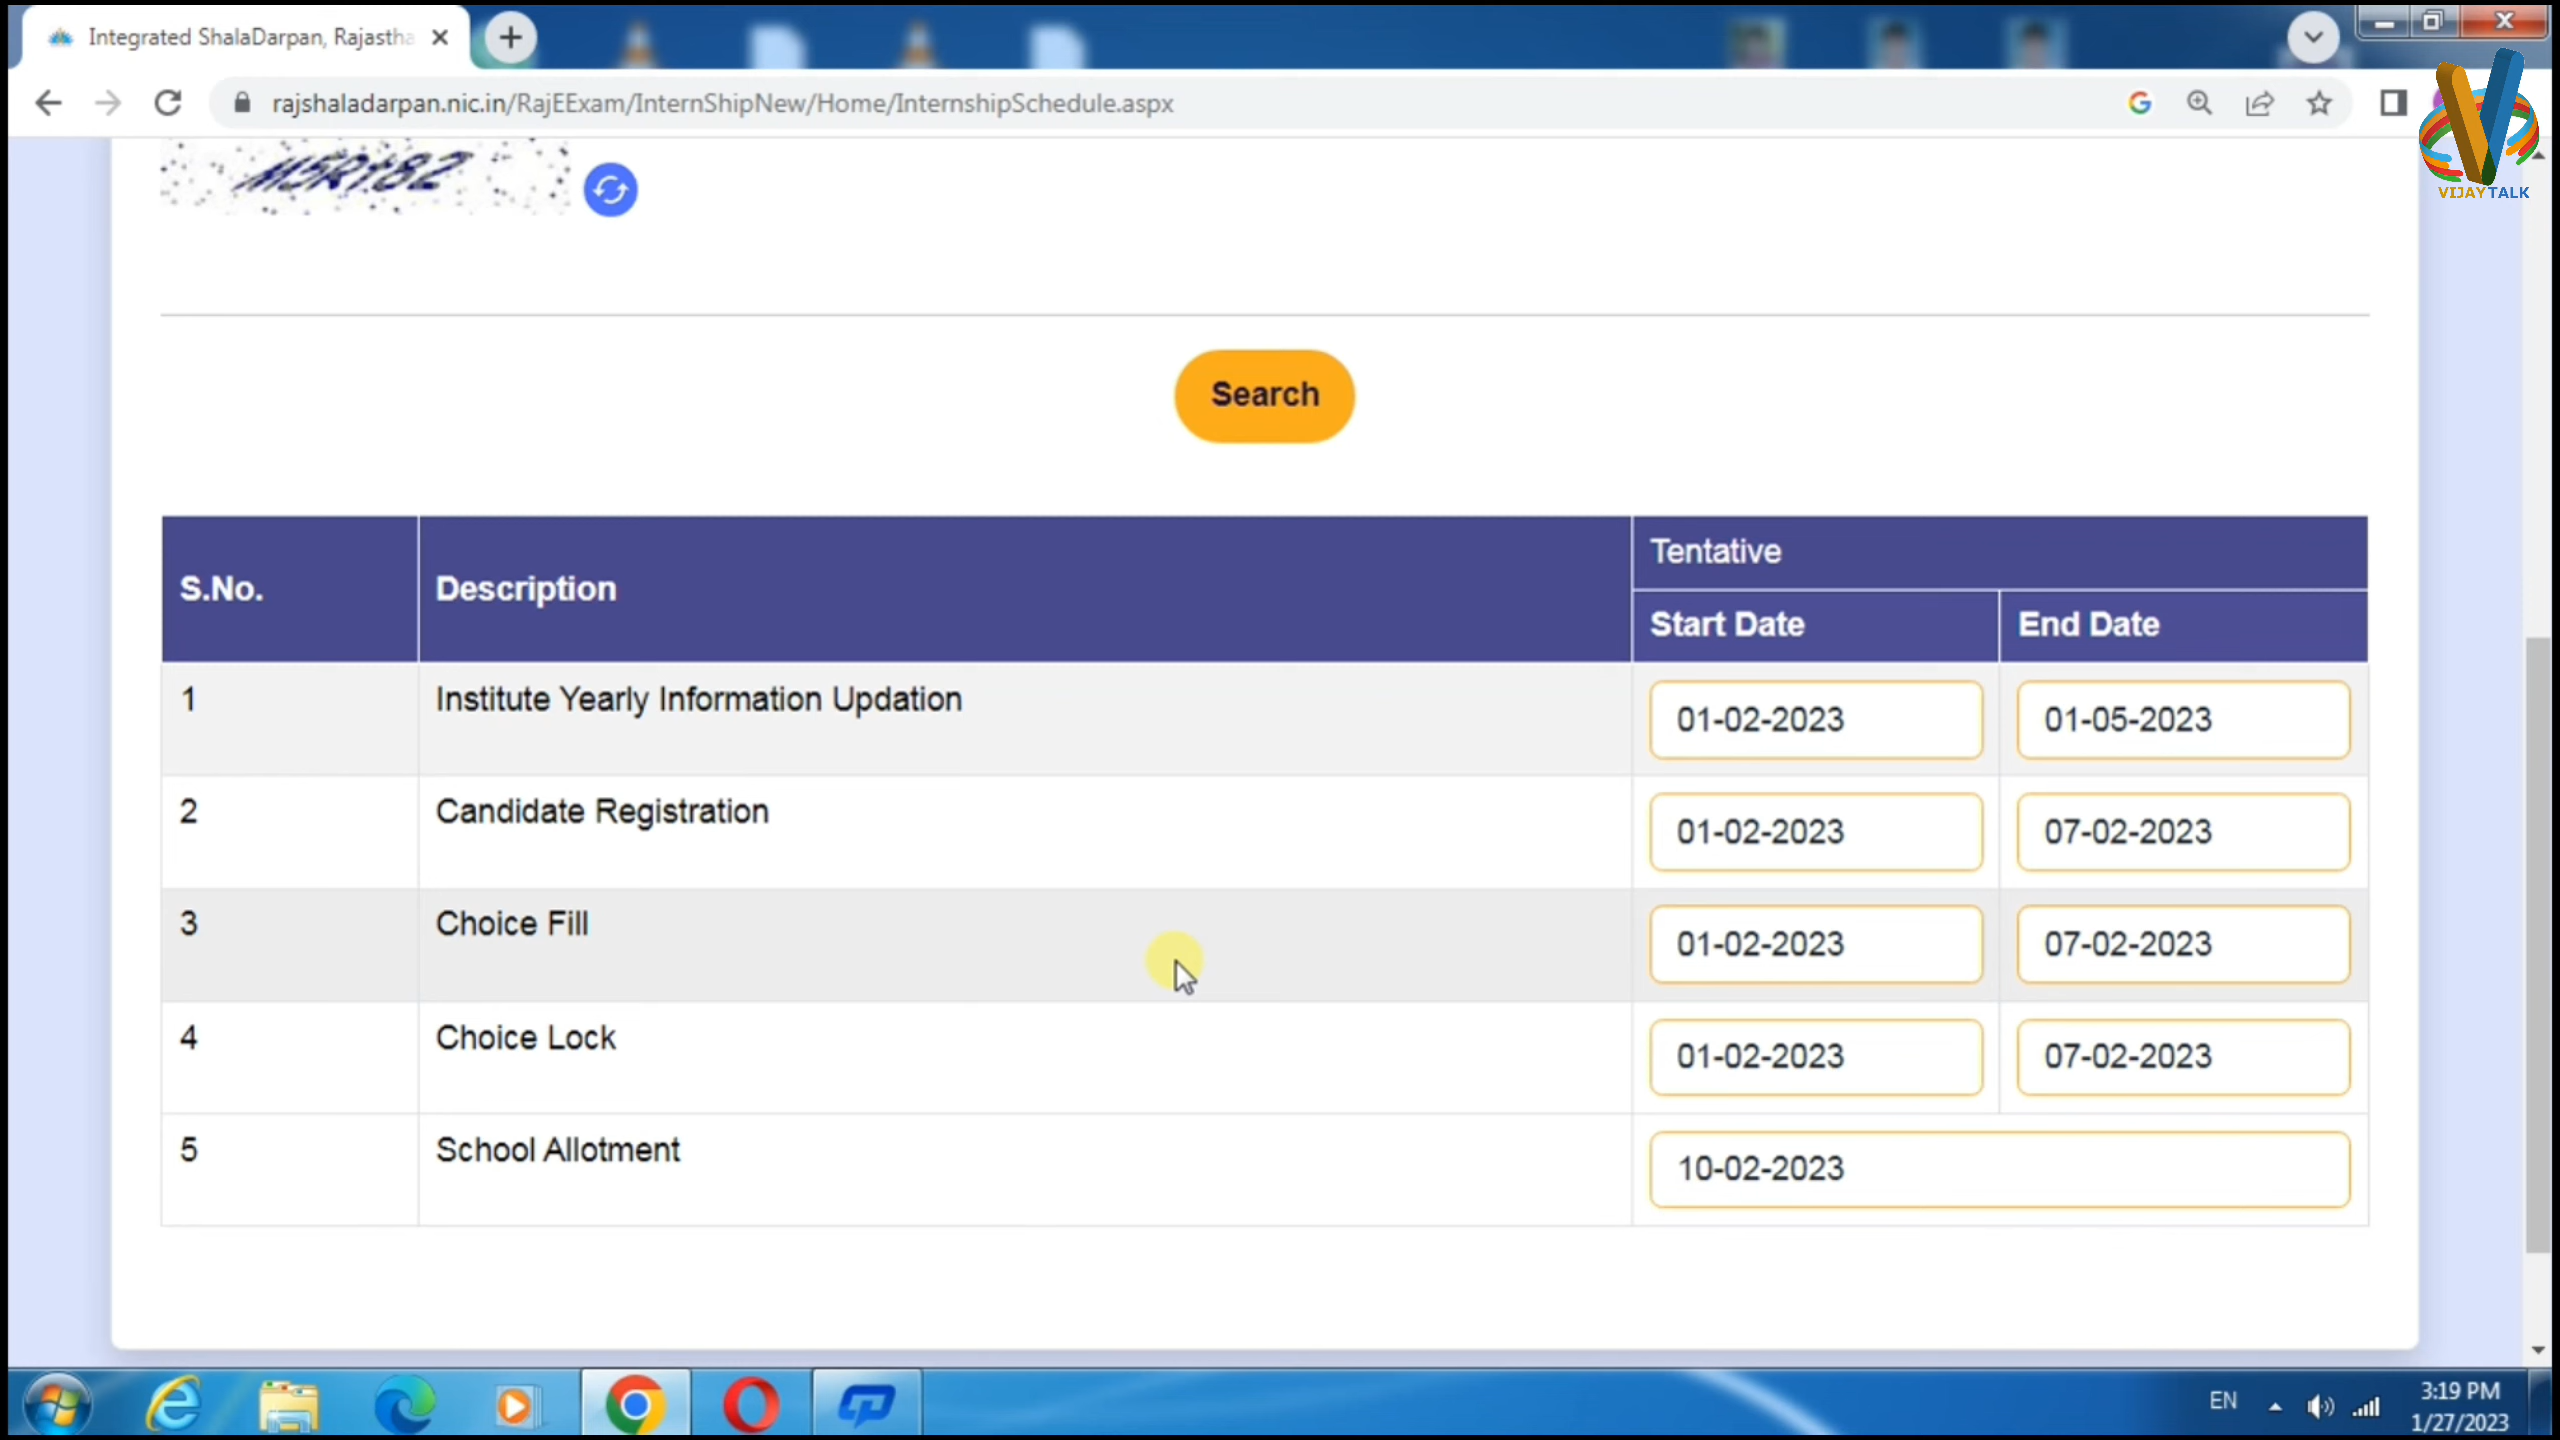 Integrated ShalaDarpan, Rajastha
rajshaladarpan.nic.in/RajEExam/InternShipNew/Home/InternshipSchedule.aspx
VIJAYTALK
Search
S.No. Description Tentative
Start Date End Date
1 Institute Yearly Information Updation 01-02-2023 01-05-2023
2 Candidate Registration 01-02-2023 07-02-2023
3 Choice Fill 01-02-2023 07-02-2023
4 Choice Lock 01-02-2023 07-02-2023
5 School Allotment 10-02-2023
EN 3:19 PM
1/27/2023